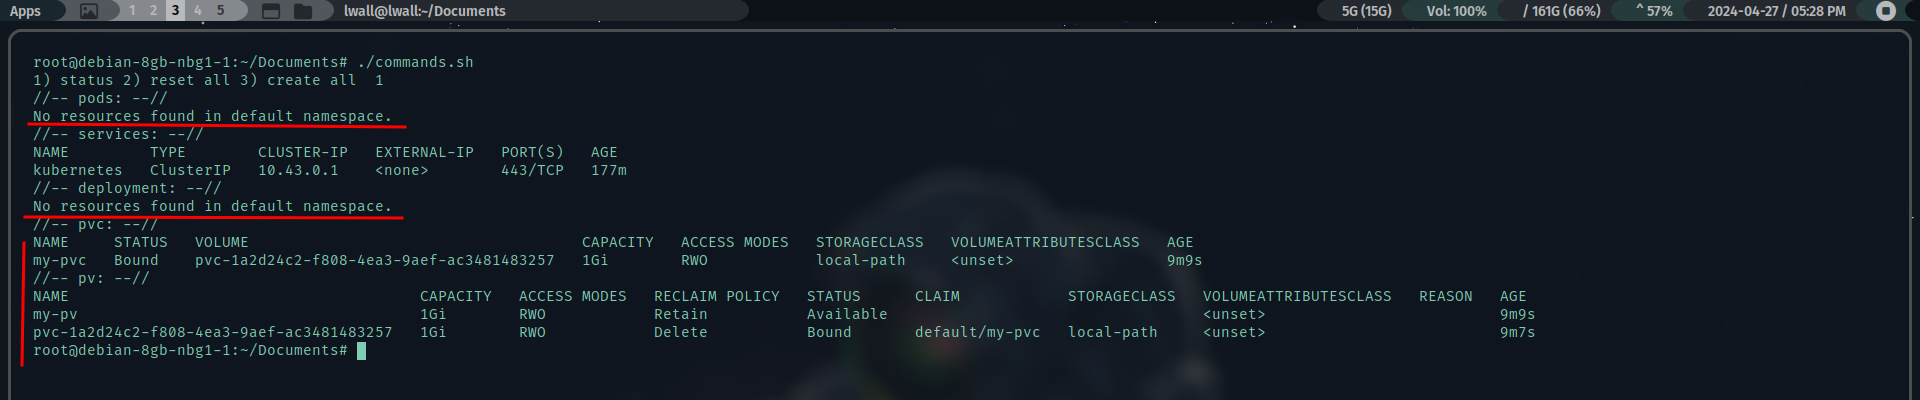 Apps 1 2 3 4 5 lwall@lwall:~/Documents 5G (15G) Vol: 100% / 161G (66%) ^ 57% 2024-04-27 / 05:28 PM
root@debian-8gb-nbg1-1:~/Documents# ./commands.sh
1) status 2) reset all 3) create all  1
//-- pods: --//
No resources found in default namespace.
//-- services: --//
NAME         TYPE        CLUSTER-IP   EXTERNAL-IP   PORT(S)   AGE
kubernetes   ClusterIP   10.43.0.1    <none>        443/TCP   177m
//-- deployment: --//
No resources found in default namespace.
//-- pvc: --//
NAME     STATUS   VOLUME                                     CAPACITY   ACCESS MODES   STORAGECLASS   VOLUMEATTRIBUTESCLASS   AGE
my-pvc   Bound    pvc-1a2d24c2-f808-4ea3-9aef-ac3481483257   1Gi        RWO            local-path     <unset>                 9m9s
//-- pv: --//
NAME                                       CAPACITY   ACCESS MODES   RECLAIM POLICY   STATUS      CLAIM            STORAGECLASS   VOLUMEATTRIBUTESCLASS   REASON   AGE
my-pv                                      1Gi        RWO            Retain           Available                                   <unset>                          9m9s
pvc-1a2d24c2-f808-4ea3-9aef-ac3481483257   1Gi        RWO            Delete           Bound       default/my-pvc   local-path     <unset>                          9m7s
root@debian-8gb-nbg1-1:~/Documents#